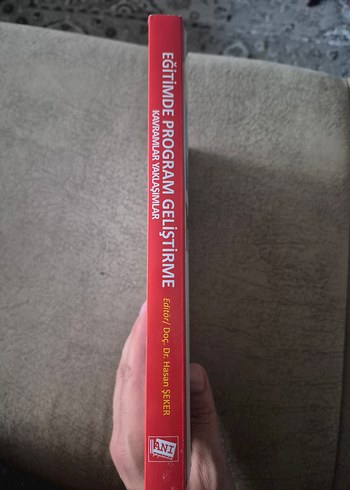 EĞİTİMDE PROGRAM GELİŞTİRME
KAVRAMLAR YAKLAŞIMLAR
Editör/ Doç. Dr. Hasan ŞEKER
ANI